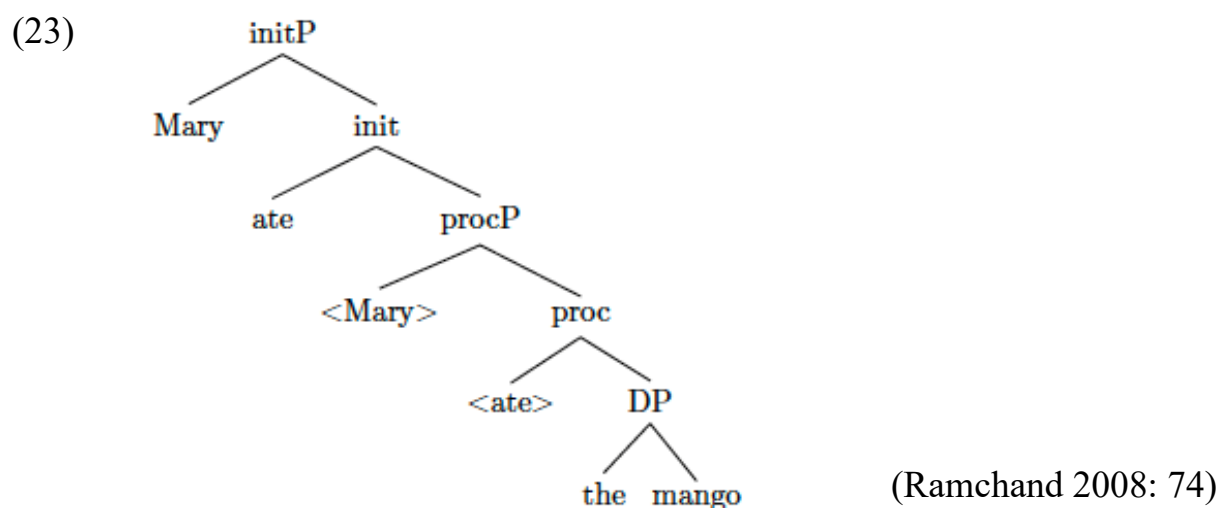 (23) initP
Mary init
ate procP
<Mary> proc
<ate> DP
the mango (Ramchand 2008: 74)